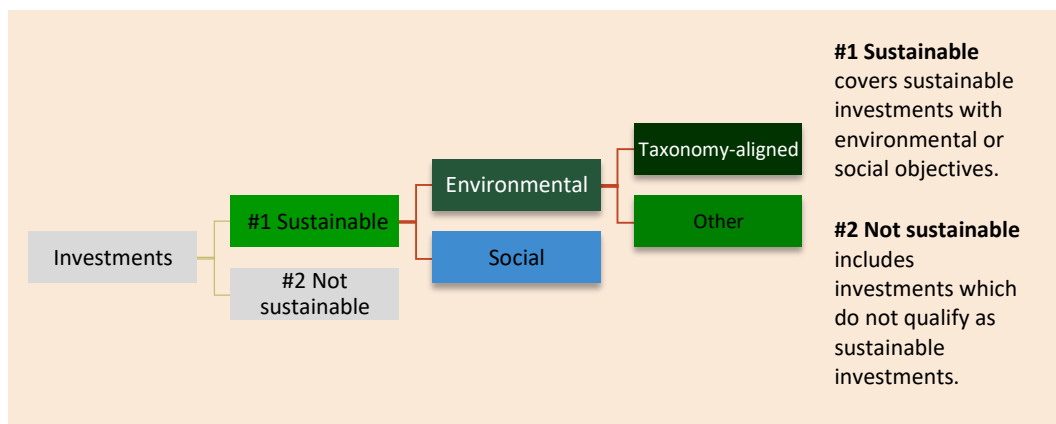 Investments
#1 Sustainable
#2 Not
sustainable
Environmental
Social
Taxonomy-aligned
Other
#1 Sustainable
covers sustainable
investments with
environmental or
social objectives.
#2 Not sustainable
includes
investments which
do not qualify as
sustainable
investments.